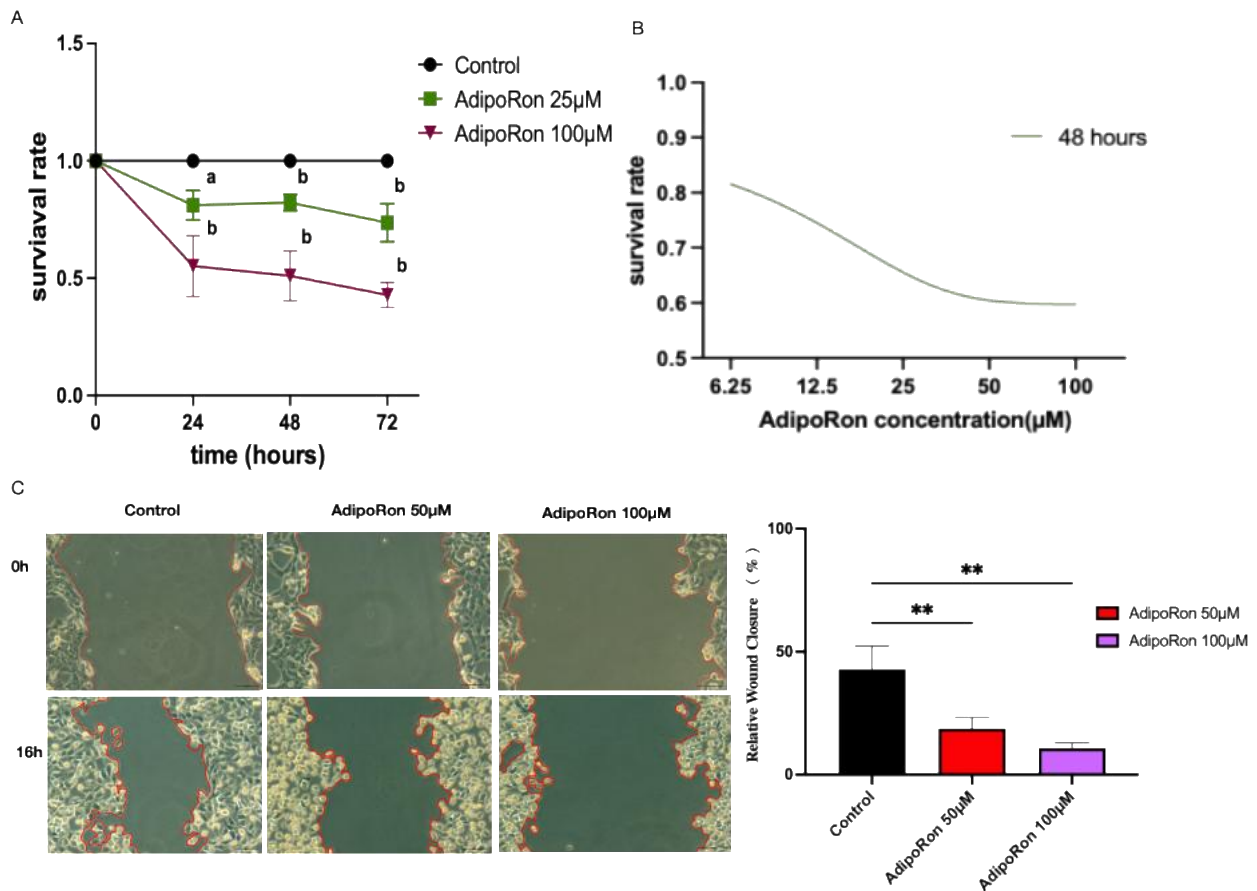 A
1.5
1.0
0.5
0.0
surviaval rate
a
b
b
b
b
b
0
24
48
72
time (hours)
Control
AdipoRon 25μM
AdipoRon 100μM
B
1.0
0.9
0.8
0.7
0.6
0.5
survival rate
48 hours
6.25
12.5
25
50
100
AdipoRon concentration(μM)
C
Control
AdipoRon 50μM
AdipoRon 100μM
0h
16h
100
50
0
Relative Wound Closure（%）
**
**
AdipoRon 50μM
AdipoRon 100μM
Control
AdipoRon 50μM
AdipoRon 100μM